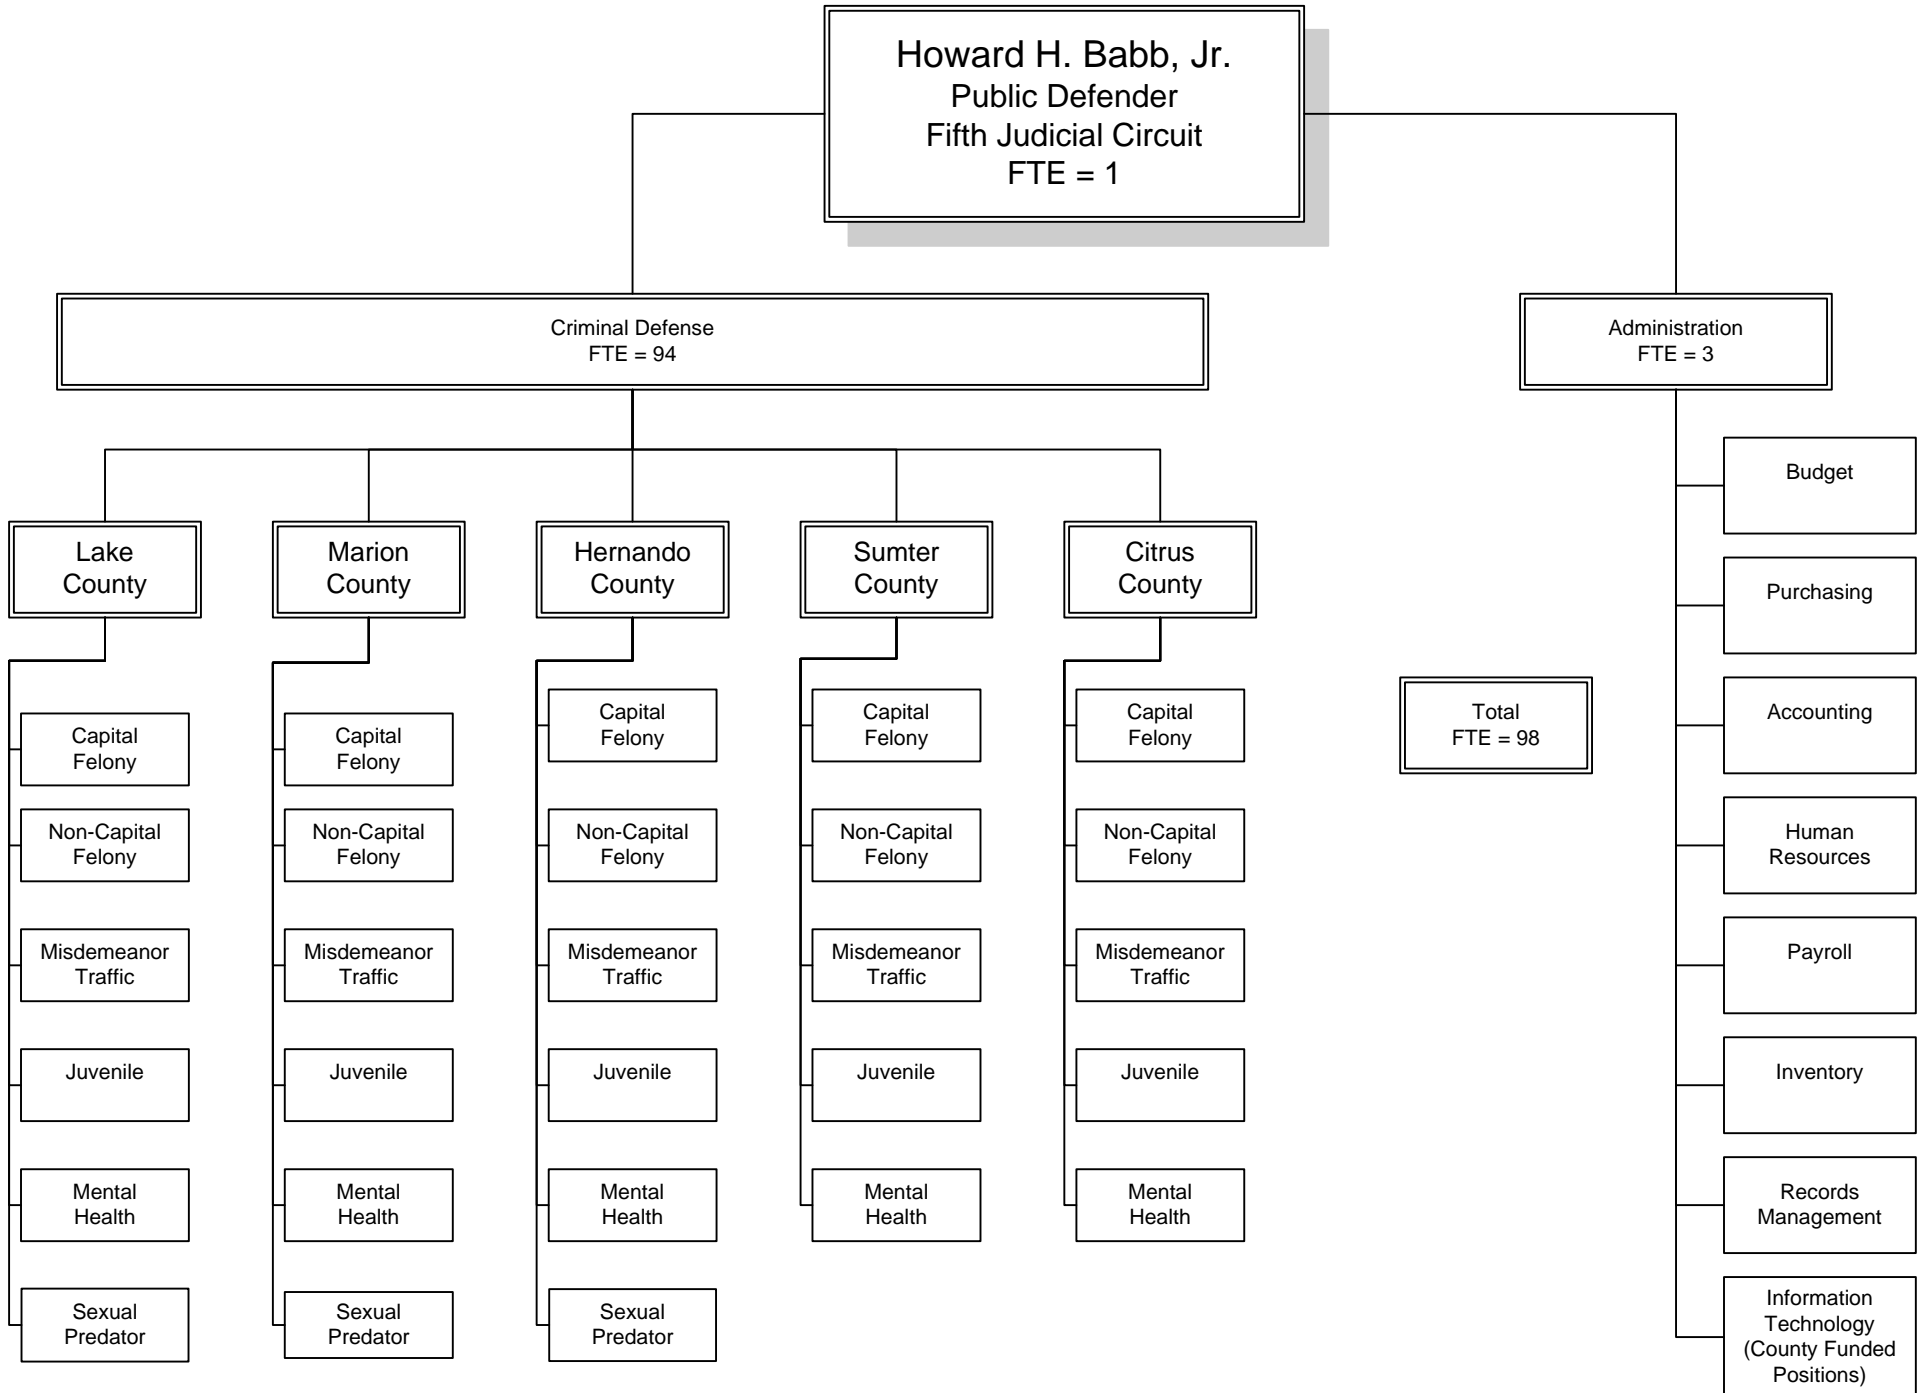 Howard H. Babb, Jr.
Public Defender
Fifth Judicial Circuit
FTE = 1
Criminal Defense
FTE = 94
Administration
FTE = 3
Lake
County
Capital
Felony
Non-Capital
Felony
Misdemeanor
Traffic
Juvenile
Mental
Health
Sexual
Predator
Marion
County
Capital
Felony
Non-Capital
Felony
Misdemeanor
Traffic
Juvenile
Mental
Health
Sexual
Predator
Hernando
County
Capital
Felony
Non-Capital
Felony
Misdemeanor
Traffic
Juvenile
Mental
Health
Sexual
Predator
Sumter
County
Capital
Felony
Non-Capital
Felony
Misdemeanor
Traffic
Juvenile
Mental
Health
Citrus
County
Capital
Felony
Non-Capital
Felony
Misdemeanor
Traffic
Juvenile
Mental
Health
Total
FTE = 98
Budget
Purchasing
Accounting
Human
Resources
Payroll
Inventory
Records
Management
Information
Technology
(County Funded
Positions)